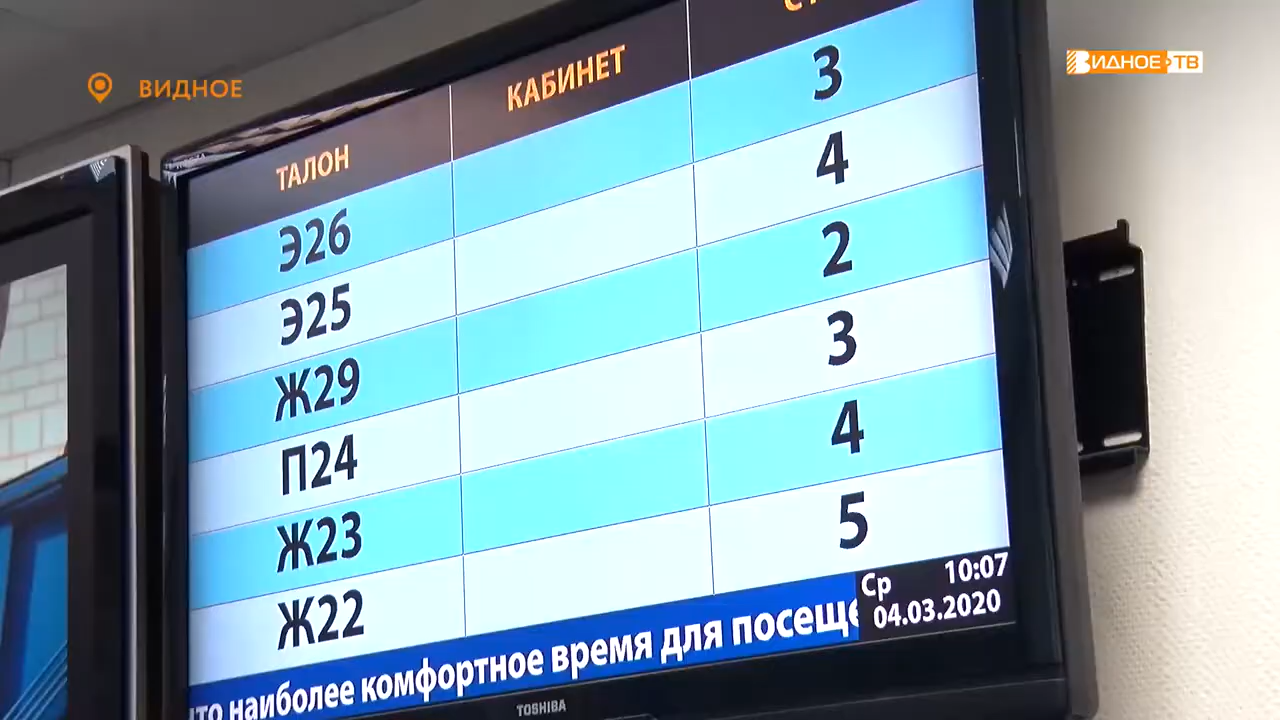 ВИДНОЕ
ВИДНОЕ ТВ
ТАЛОН КАБИНЕТ
Э26 3
Э25 4
Ж29 2
П24 3
Ж23 4
Ж22 5
что наиболее комфортное время для посеще
Ср 10:07
04.03.2020
TOSHIBA